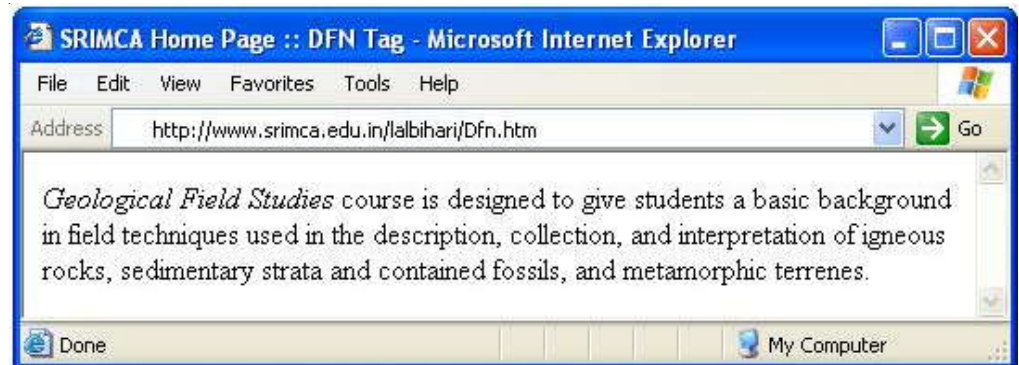 SRIMCA Home Page :: DFN Tag - Microsoft Internet Explorer
File Edit View Favorites Tools Help
Address http://www.srimca.edu.in/lalbihari/Dfn.htm Go
Geological Field Studies course is designed to give students a basic background
in field techniques used in the description, collection, and interpretation of igneous
rocks, sedimentary strata and contained fossils, and metamorphic terrenes.
Done My Computer